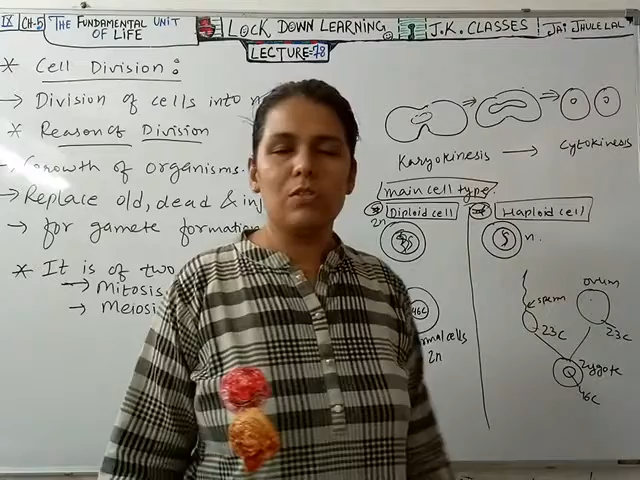 IX CH-5 THE FUNDAMENTAL UNIT OF LIFE
LOCK DOWN LEARNING
J.K. CLASSES
JAI JHULELAL
LECTURE-78
* Cell Division:
→ Division of cells into
* Reason of Division
→ Growth of organisms.
→ Replace old, dead & inj
→ for gamete formation
* It is of two
→ Mitosis.
→ Meiosi
Karyokinesis → Cytokinesis
main cell type.
Diploid cell
2n
46C
rmal cells
2n
Haploid cell
n.
sperm
23c
ovum
23c
Zygote
46c